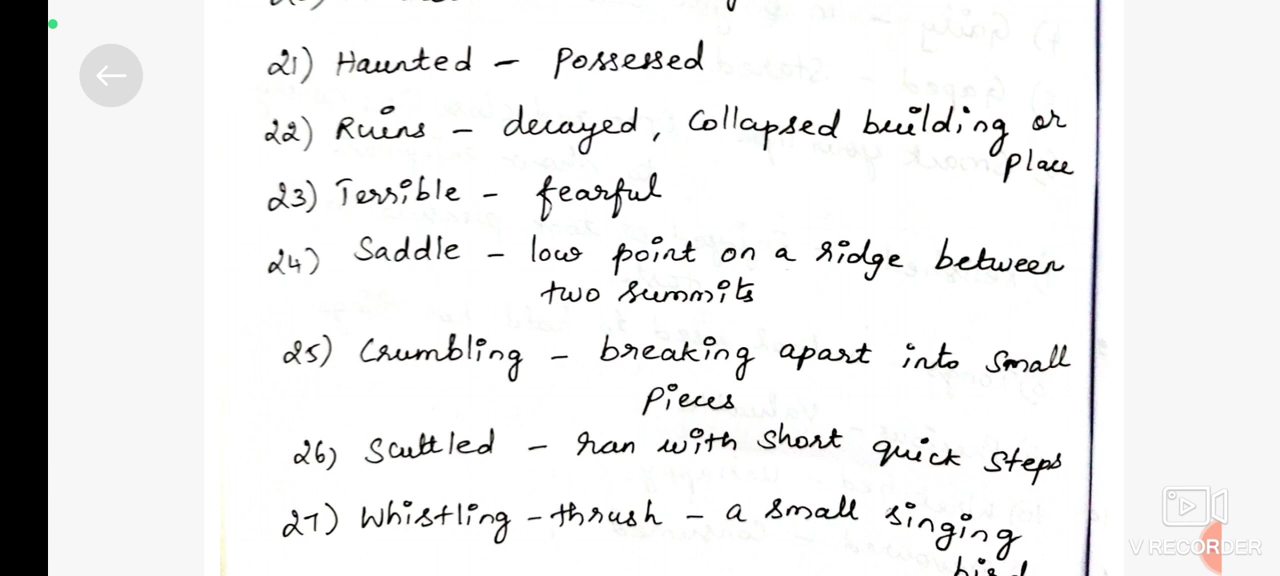 21) Haunted - Possessed
22) Ruins - decayed, collapsed building or
place
23) Terrible - fearful
24) Saddle - low point on a ridge between
two summits
25) Crumbling - breaking apart into small
pieces
26) Scuttled - ran with short quick steps
27) Whistling - thrush - a small singing
bird
V RECORDER